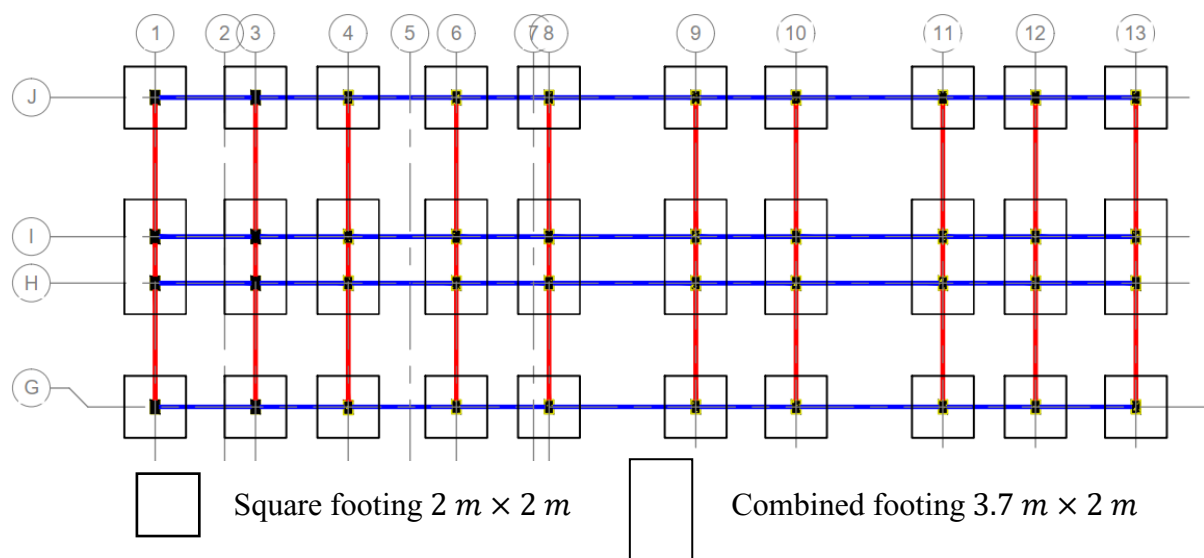 1 2 3 4 5 6 7 8 9 10 11 12 13
J
I
H
G
Square footing 2 m × 2 m
Combined footing 3.7 m × 2 m